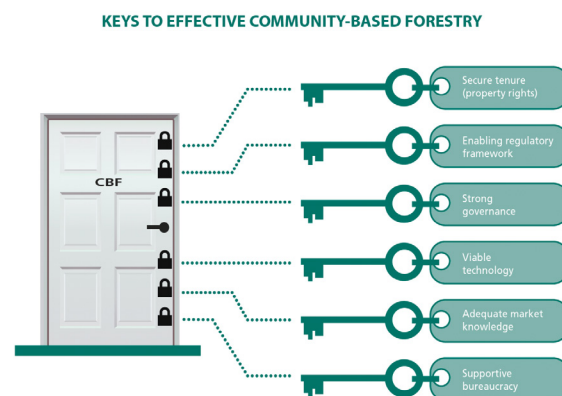 KEYS TO EFFECTIVE COMMUNITY-BASED FORESTRY
CBF
Secure tenure
(property rights)
Enabling regulatory
framework
Strong
governance
Viable
technology
Adequate market
knowledge
Supportive
bureaucracy